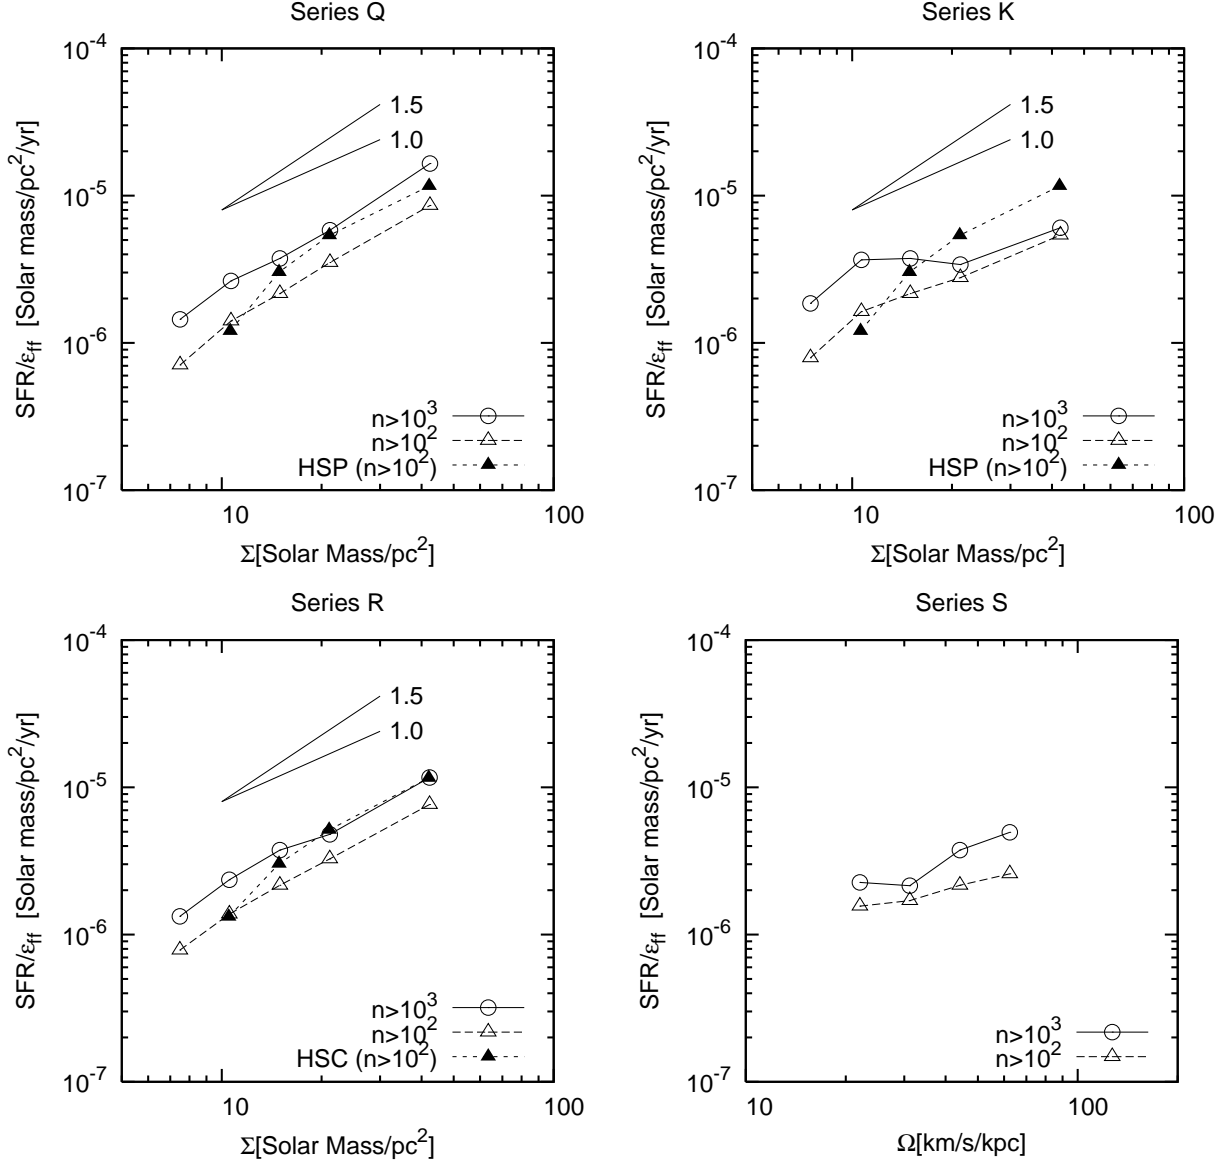 Series Q
10^-4
10^-5
10^-6
10^-7
SFR/ε_ff [Solar mass/pc^2/yr]
1.5
1.0
n>10^3
n>10^2
HSP (n>10^2)
10
100
Σ[Solar Mass/pc^2]
Series K
10^-4
10^-5
10^-6
10^-7
SFR/ε_ff [Solar mass/pc^2/yr]
1.5
1.0
n>10^3
n>10^2
HSP (n>10^2)
10
100
Σ[Solar Mass/pc^2]
Series R
10^-4
10^-5
10^-6
10^-7
SFR/ε_ff [Solar mass/pc^2/yr]
1.5
1.0
n>10^3
n>10^2
HSC (n>10^2)
10
100
Σ[Solar Mass/pc^2]
Series S
10^-4
10^-5
10^-6
10^-7
SFR/ε_ff [Solar mass/pc^2/yr]
n>10^3
n>10^2
10
100
Ω[km/s/kpc]